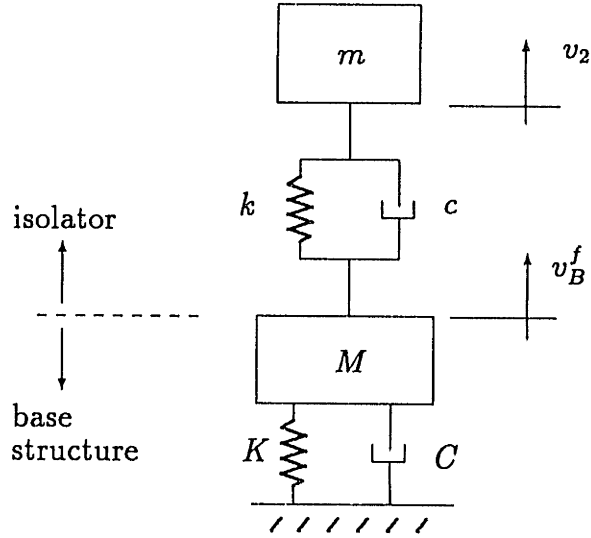 m
v₂
k
c
isolator
v_B^f
M
base
structure
K
C